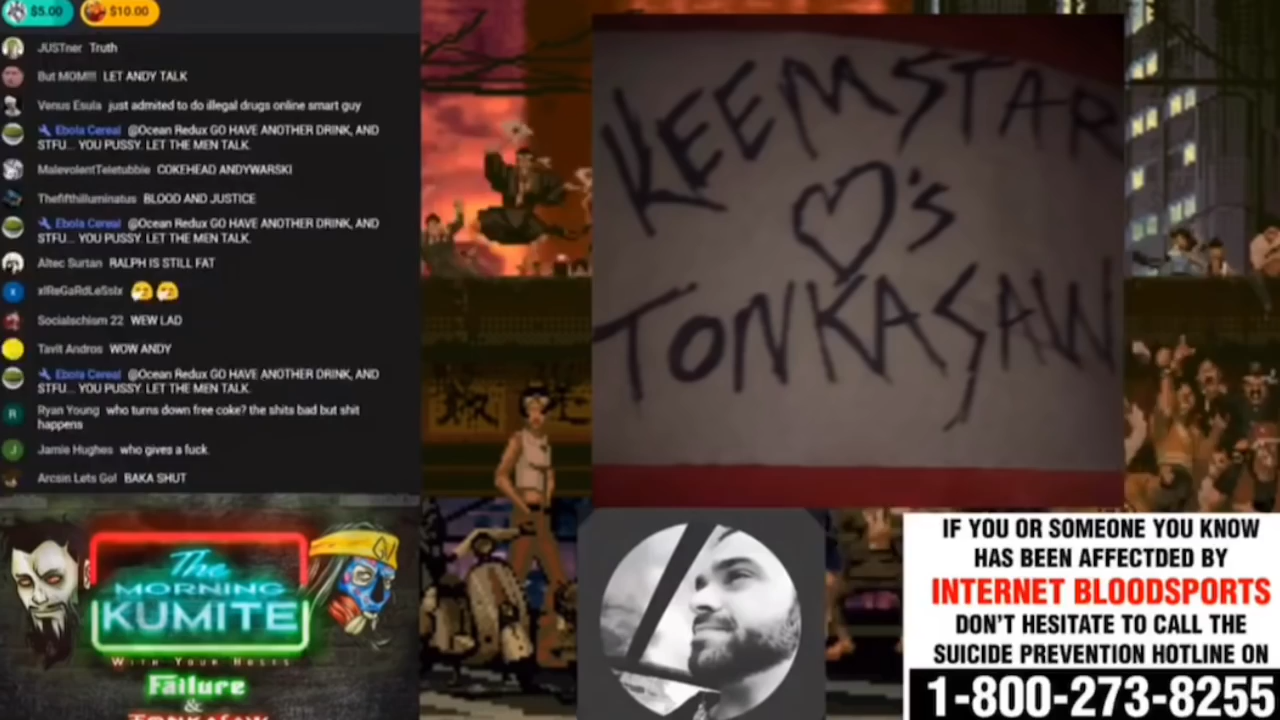 $5.00 $10.00
JUSTner Truth
But MOM!!! LET ANDY TALK
Venus Esula just admited to do illegal drugs online smart guy
Ebola Cereal @Ocean Redux GO HAVE ANOTHER DRINK, AND
STFU... YOU PUSSY. LET THE MEN TALK.
MalevolentTeletubbie COKEHEAD ANDYWARSKI
Thefifthilluminatus BLOOD AND JUSTICE
Ebola Cereal @Ocean Redux GO HAVE ANOTHER DRINK, AND
STFU... YOU PUSSY. LET THE MEN TALK.
Altec Surtan RALPH IS STILL FAT
xIReGaRdLeSsIx
Socialschism 22 WEW LAD
Tavit Andros WOW ANDY
Ebola Cereal @Ocean Redux GO HAVE ANOTHER DRINK, AND
STFU... YOU PUSSY. LET THE MEN TALK.
Ryan Young who turns down free coke? the shits bad but shit
happens
Jamie Hughes who gives a fuck
Arcsin Lets Go! BAKA SHUT
The
MORNING
KUMITE
With Your Hosts
Failure
&
TONKASAW
KEEMSTAR
♡'s
TONKASAW
IF YOU OR SOMEONE YOU KNOW
HAS BEEN AFFECTDED BY
INTERNET BLOODSPORTS
DON'T HESITATE TO CALL THE
SUICIDE PREVENTION HOTLINE ON
1-800-273-8255